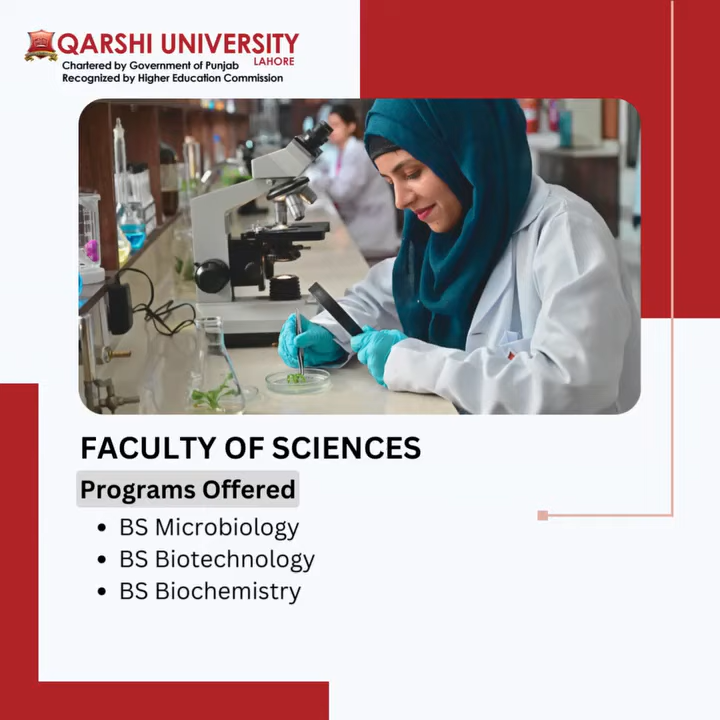 QARSHI UNIVERSITY
LAHORE
Chartered by Government of Punjab
Recognized by Higher Education Commission
FACULTY OF SCIENCES
Programs Offered
• BS Microbiology
• BS Biotechnology
• BS Biochemistry